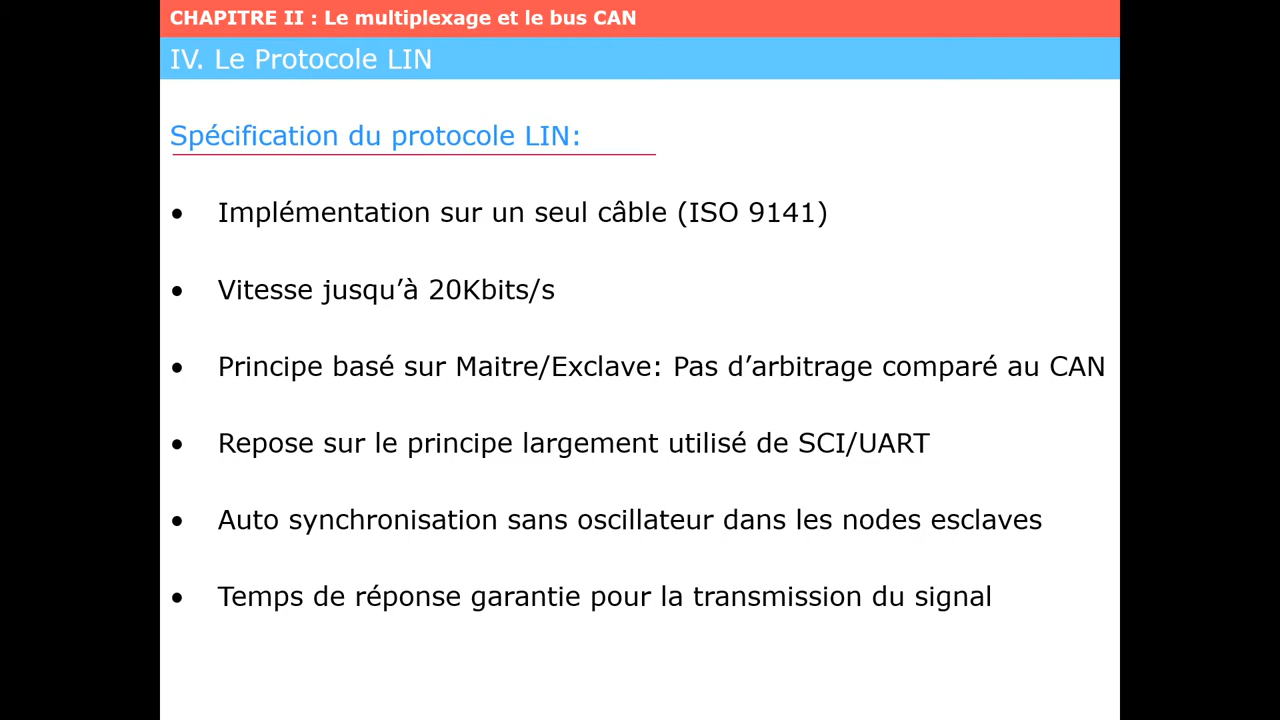 CHAPITRE II : Le multiplexage et le bus CAN
IV. Le Protocole LIN
Spécification du protocole LIN:
• Implémentation sur un seul câble (ISO 9141)
• Vitesse jusqu’à 20Kbits/s
• Principe basé sur Maitre/Exclave: Pas d’arbitrage comparé au CAN
• Repose sur le principe largement utilisé de SCI/UART
• Auto synchronisation sans oscillateur dans les nodes esclaves
• Temps de réponse garantie pour la transmission du signal